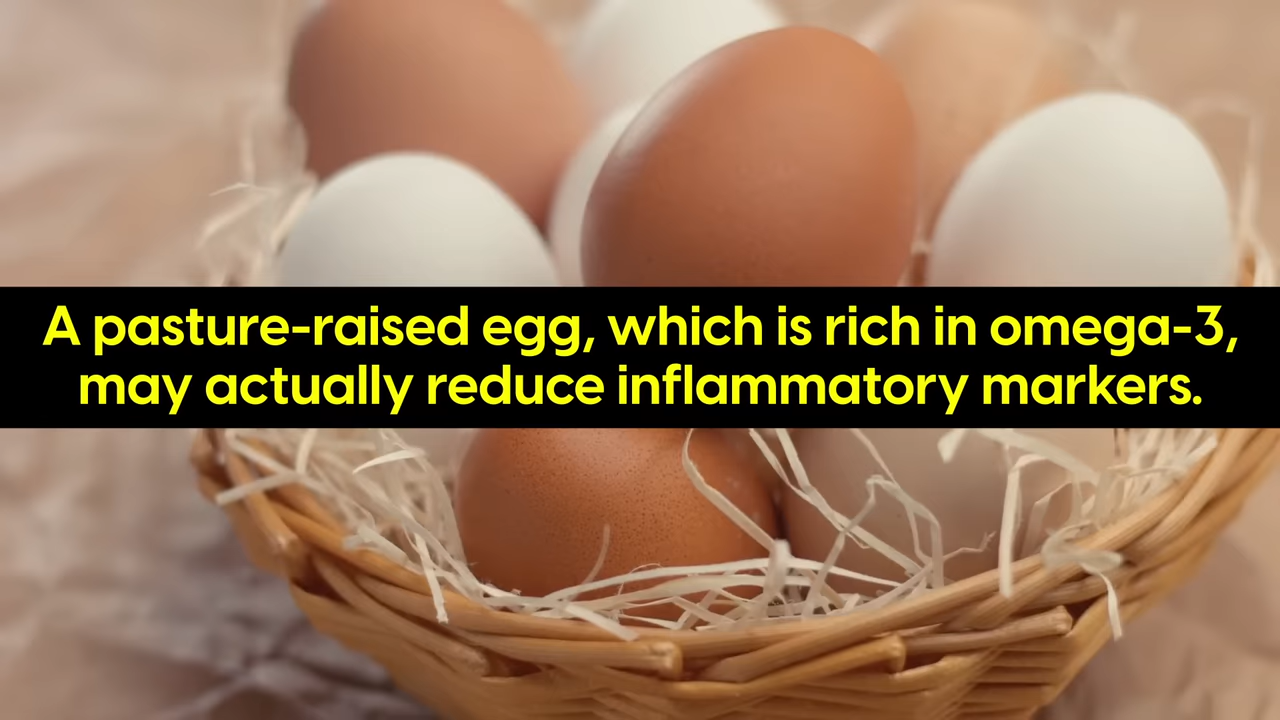 A pasture-raised egg, which is rich in omega-3,
may actually reduce inflammatory markers.